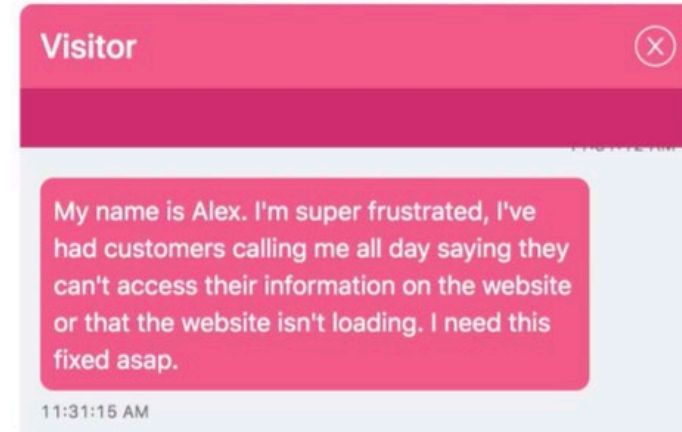 Visitor
My name is Alex. I'm super frustrated, I've
had customers calling me all day saying they
can't access their information on the website
or that the website isn't loading. I need this
fixed asap.
11:31:15 AM